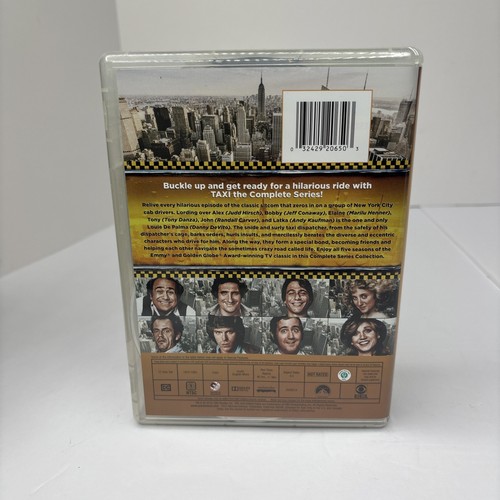 0 32429 20650 3
Buckle up and get ready for a hilarious ride with
TAXI the Complete Series!
Relive every hilarious episode of the classic sitcom that zeros in on a group of New York City
cab drivers. Lording over Alex (Judd Hirsch), Bobby (Jeff Conaway), Elaine (Marilu Henner),
Tony (Tony Danza), John (Randall Carver), and Latka (Andy Kaufman) is the one and only
Louie De Palma (Danny DeVito). The snide and surly taxi dispatcher, from the safety of his
dispatcher's cage, barks orders, hurls insults, and mercilessly berates the diverse and eccentric
characters who drive for him. Along the way, they form a special bond, becoming friends and
helping each other navigate the sometimes crazy road called life. Enjoy all five seasons of the
Emmy® and Golden Globe® Award-winning TV classic in this Complete Series Collection.